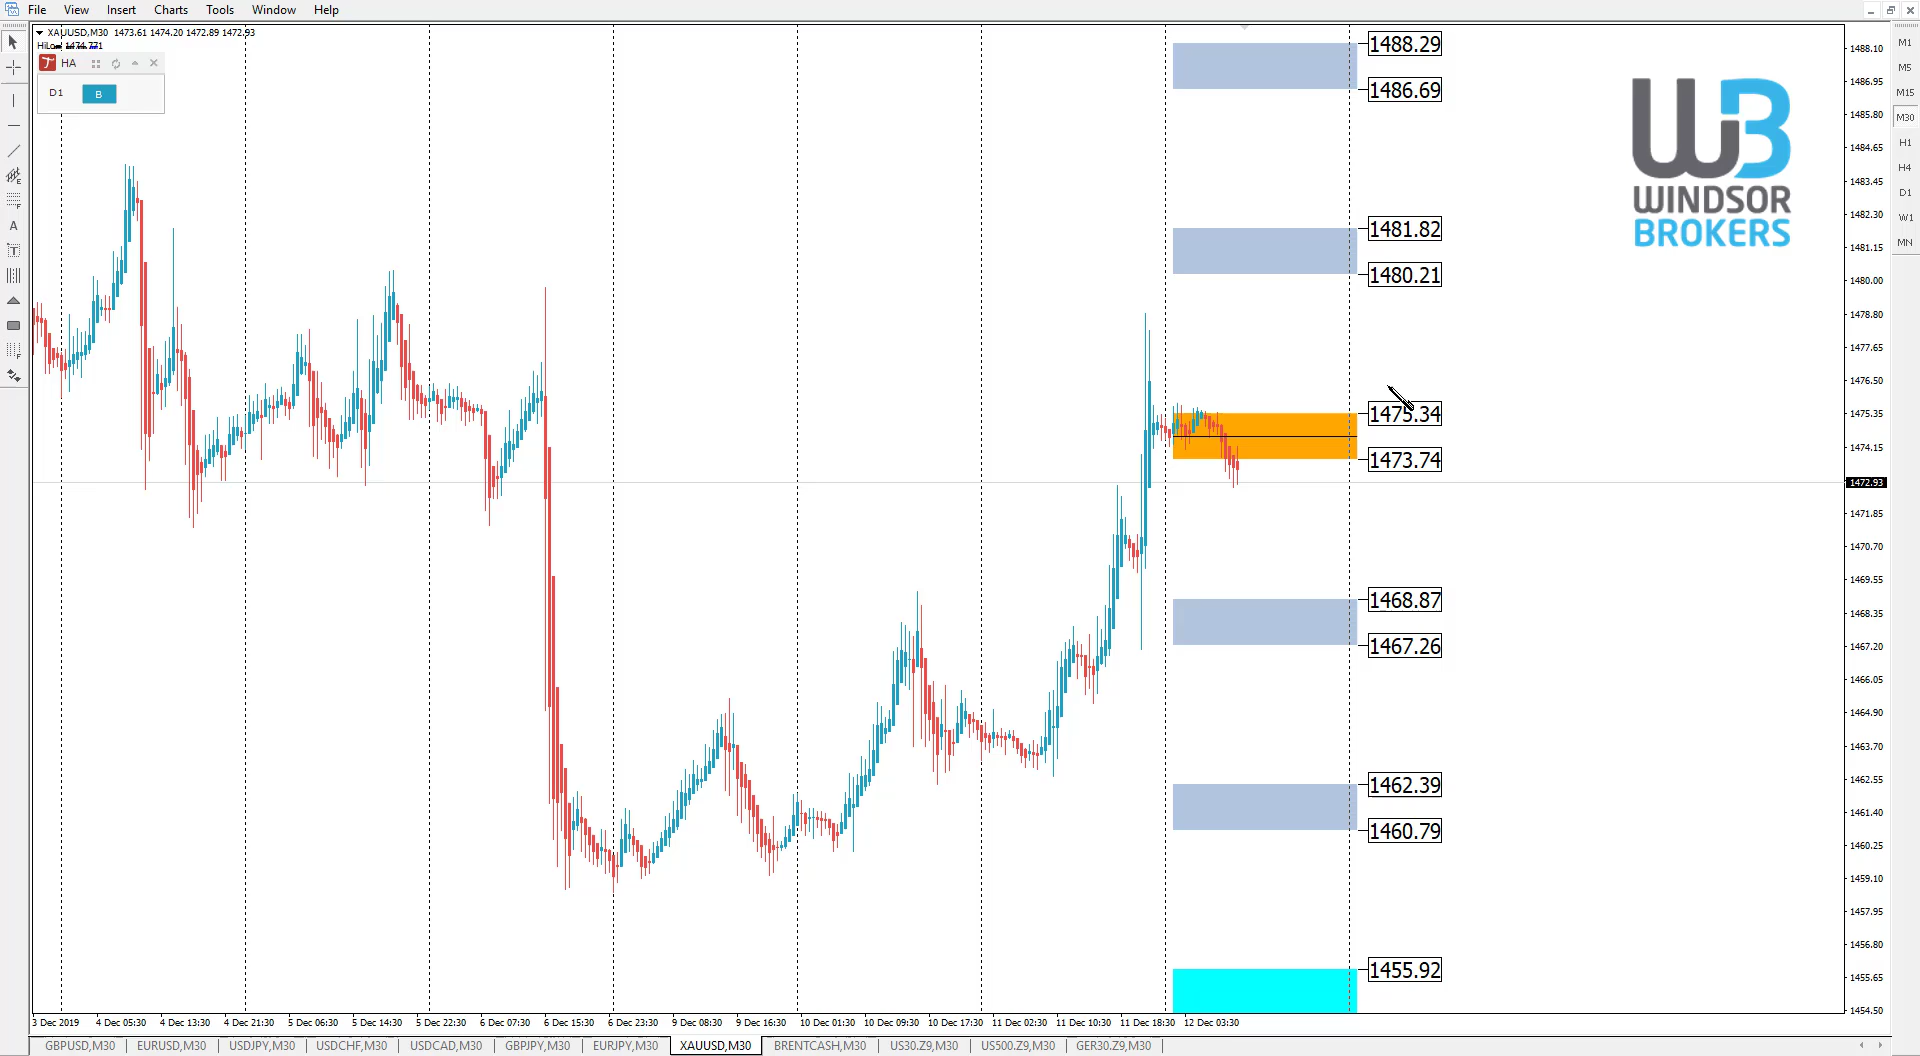 File View Insert Charts Tools Window Help
XAUUSD,M30 1473.61 1474.20 1472.89 1472.93
HA
D1 B
1488.29
1486.69
1481.82
1480.21
1475.34
1473.74
1468.87
1467.26
1462.39
1460.79
1455.92
WINDSOR
BROKERS
1488.10
1486.95
1485.80
1484.65
1483.45
1482.30
1481.15
1480.00
1478.80
1477.65
1476.50
1475.35
1474.15
1472.93
1471.85
1470.70
1469.55
1468.35
1467.20
1466.05
1464.90
1463.70
1462.55
1461.40
1460.25
1459.10
1457.95
1456.80
1455.65
1454.50
M1
M5
M15
M30
H1
H4
D1
W1
MN
3 Dec 2019 4 Dec 05:30 4 Dec 13:30 4 Dec 21:30 5 Dec 06:30 5 Dec 14:30 5 Dec 22:30 6 Dec 07:30 6 Dec 15:30 6 Dec 23:30 9 Dec 08:30 9 Dec 16:30 10 Dec 01:30 10 Dec 09:30 10 Dec 17:30 11 Dec 02:30 11 Dec 10:30 11 Dec 18:30 12 Dec 03:30
GBPUSD,M30 EURUSD,M30 USDJPY,M30 USDCHF,M30 USDCAD,M30 GBPJPY,M30 EURJPY,M30 XAUUSD,M30 BRENTCASH,M30 US30.Z9,M30 US500.Z9,M30 GER30.Z9,M30